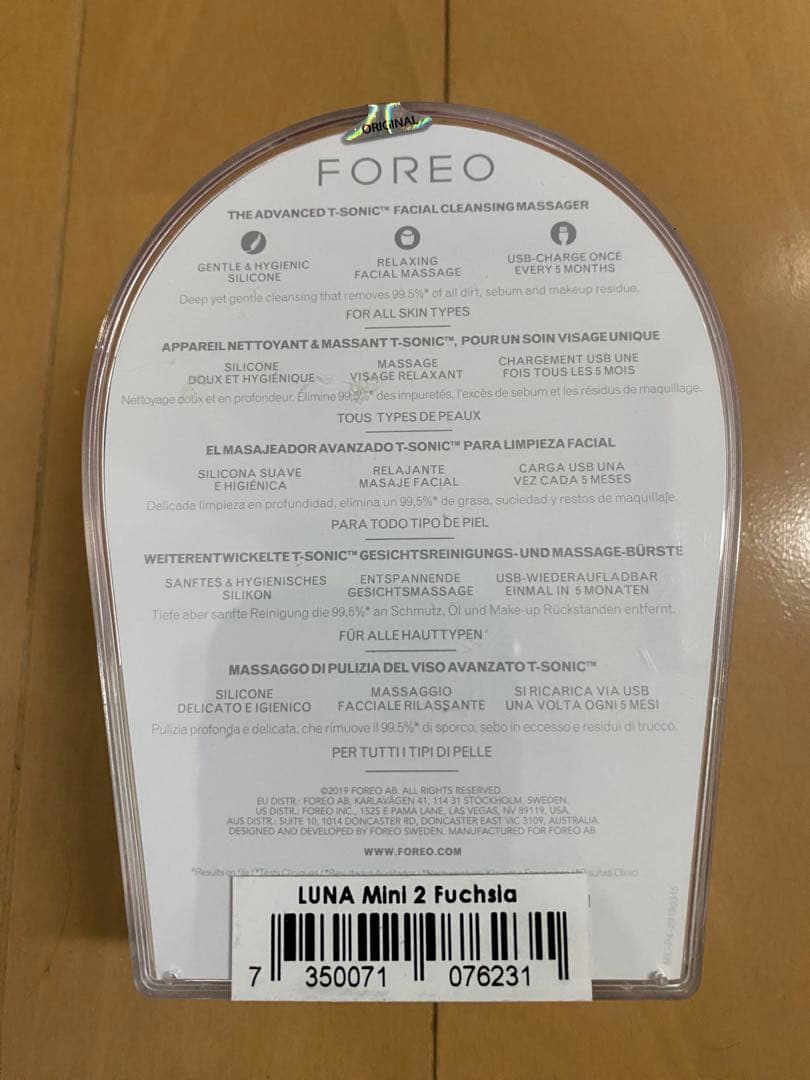 ORIGINAL
FOREO
THE ADVANCED T-SONIC™ FACIAL CLEANSING MASSAGER
GENTLE & HYGIENIC
SILICONE
RELAXING
FACIAL MASSAGE
USB-CHARGE ONCE
EVERY 5 MONTHS
Deep yet gentle cleansing that removes 99.5%* of all dirt, sebum and makeup residue.
FOR ALL SKIN TYPES
APPAREIL NETTOYANT & MASSANT T-SONIC™, POUR UN SOIN VISAGE UNIQUE
SILICONE
DOUX ET HYGIÉNIQUE
MASSAGE
VISAGE RELAXANT
CHARGEMENT USB UNE
FOIS TOUS LES 5 MOIS
Nettoyage doux et en profondeur. Élimine 99,5%* des impuretés, l'excés de sebum et les résidus de maquillage.
TOUS TYPES DE PEAUX
EL MASAJEADOR AVANZADO T-SONIC™ PARA LIMPIEZA FACIAL
SILICONA SUAVE
E HIGIÉNICA
RELAJANTE
MASAJE FACIAL
CARGA USB UNA
VEZ CADA 5 MESES
Delicada limpieza en profundidad, elimina un 99,5%* de grasa, suciedad y restos de maquillaje.
PARA TODO TIPO DE PIEL
WEITERENTWICKELTE T-SONIC™ GESICHTSREINIGUNGS- UND MASSAGE-BÜRSTE
SANFTES & HYGIENISCHES
SILIKON
ENTSPANNENDE
GESICHTSMASSAGE
USB-WIEDERAUFLADBAR
EINMAL IN 5 MONATEN
Tiefe aber sanfte Reinigung die 99,5%* an Schmutz, Öl und Make-up Rückständen entfernt.
FÜR ALLE HAUTTYPEN
MASSAGGO DI PULIZIA DEL VISO AVANZATO T-SONIC™
SILICONE
DELICATO E IGIENICO
MASSAGGIO
FACCIALE RILASSANTE
SI RICARICA VIA USB
UNA VOLTA OGNI 5 MESI
Pulizia profonda e delicata, che rimuove il 99.5%* di sporco, sebo in eccesso e residui di trucco.
PER TUTTI I TIPI DI PELLE
©2019 FOREO AB. ALL RIGHTS RESERVED.
EU DISTR.: FOREO AB, KARLAVÄGEN 41, 114 31 STOCKHOLM, SWEDEN.
US DISTR.: FOREO INC., 1525 E PAMA LANE, LAS VEGAS, NV 89119, USA.
AUS DISTR.: SUITE 10, 1014 DONCASTER RD, DONCASTER EAST VIC 3109, AUSTRALIA.
DESIGNED AND DEVELOPED BY FOREO SWEDEN. MANUFACTURED FOR FOREO AB
WWW.FOREO.COM
*Results on file
LUNA Mini 2 Fuchsia
7 350071 076231